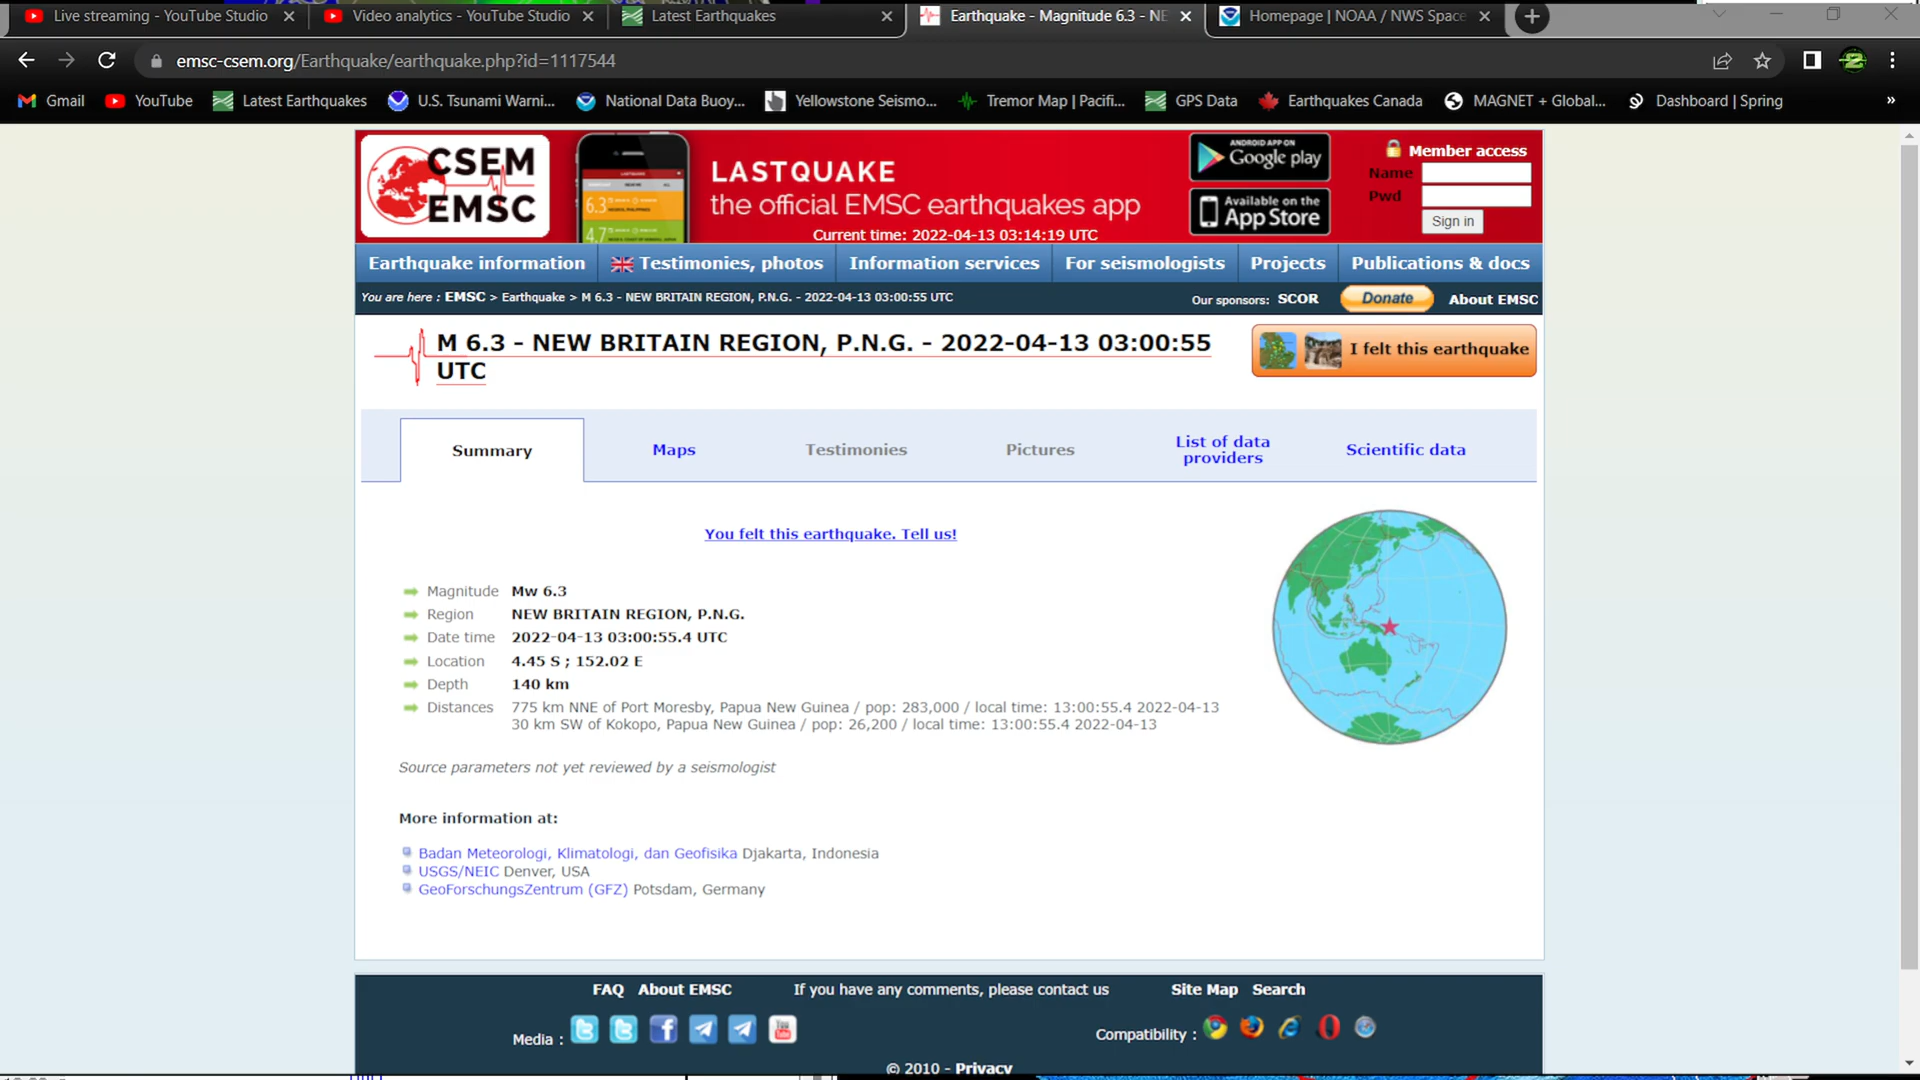 Live streaming - YouTube Studio
Video analytics - YouTube Studio
Latest Earthquakes
Earthquake - Magnitude 6.3 - NE
Homepage | NOAA / NWS Space
emsc-csem.org/Earthquake/earthquake.php?id=1117544
Gmail
YouTube
Latest Earthquakes
U.S. Tsunami Warni...
National Data Buoy...
Yellowstone Seismo...
Tremor Map | Pacifi...
GPS Data
Earthquakes Canada
MAGNET + Global...
Dashboard | Spring
»
CSEM
EMSC
6.3
4.7
LASTQUAKE
the official EMSC earthquakes app
Current time: 2022-04-13 03:14:19 UTC
ANDROID APP ON
Google play
Available on the
App Store
Member access
Name
Pwd
Sign in
Earthquake information
Testimonies, photos
Information services
For seismologists
Projects
Publications & docs
You are here : EMSC > Earthquake > M 6.3 - NEW BRITAIN REGION, P.N.G. - 2022-04-13 03:00:55 UTC
Our sponsors: SCOR
Donate
About EMSC
M 6.3 - NEW BRITAIN REGION, P.N.G. - 2022-04-13 03:00:55
UTC
I felt this earthquake
Summary
Maps
Testimonies
Pictures
List of data
providers
Scientific data
You felt this earthquake. Tell us!
Magnitude Mw 6.3
Region NEW BRITAIN REGION, P.N.G.
Date time 2022-04-13 03:00:55.4 UTC
Location 4.45 S ; 152.02 E
Depth 140 km
Distances 775 km NNE of Port Moresby, Papua New Guinea / pop: 283,000 / local time: 13:00:55.4 2022-04-13
30 km SW of Kokopo, Papua New Guinea / pop: 26,200 / local time: 13:00:55.4 2022-04-13
Source parameters not yet reviewed by a seismologist
More information at:
Badan Meteorologi, Klimatologi, dan Geofisika Djakarta, Indonesia
USGS/NEIC Denver, USA
GeoForschungsZentrum (GFZ) Potsdam, Germany
FAQ About EMSC
If you have any comments, please contact us
Site Map Search
Media :
Compatibility :
© 2010 - Privacy